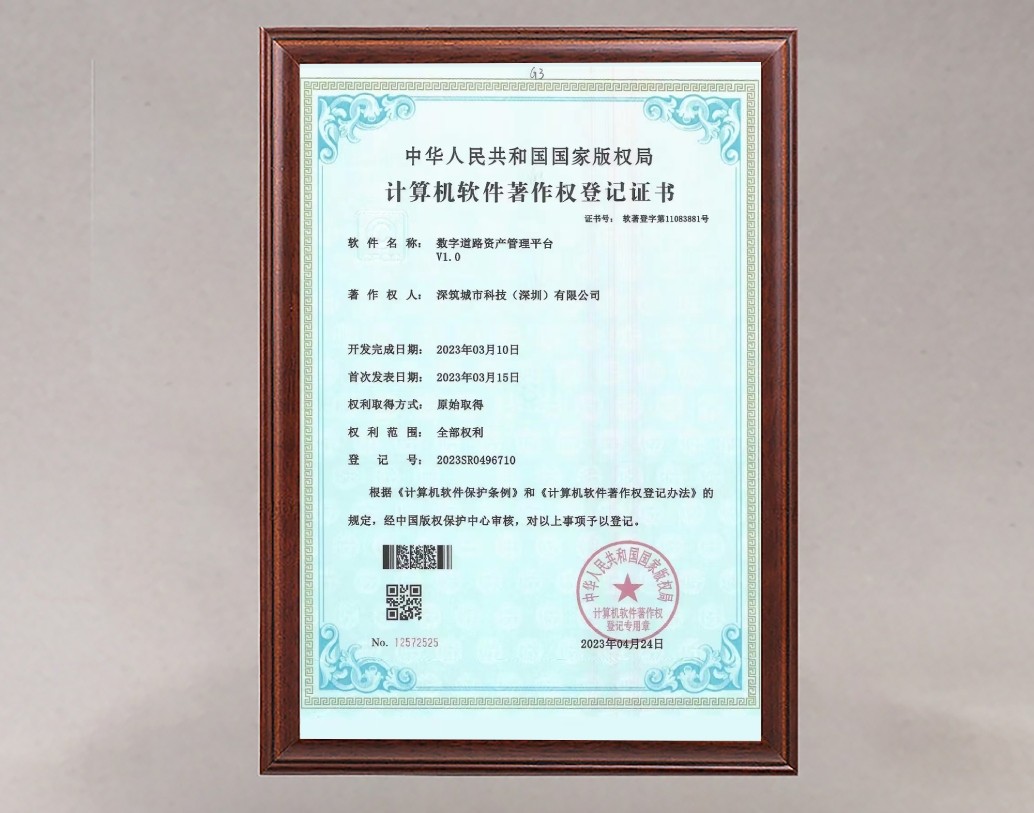 G3
中华人民共和国国家版权局
计算机软件著作权登记证书
证书号： 软著登字第11083881号
软件名称： 数字道路资产管理平台
V1.0
著作权人： 深筑城市科技（深圳）有限公司
开发完成日期： 2023年03月10日
首次发表日期： 2023年03月15日
权利取得方式： 原始取得
权利范围： 全部权利
登记号： 2023SR0496710
根据《计算机软件保护条例》和《计算机软件著作权登记办法》的
规定，经中国版权保护中心审核，对以上事项予以登记。
中华人民共和国国家版权局
计算机软件著作权
登记专用章
No. 12572525
2023年04月24日